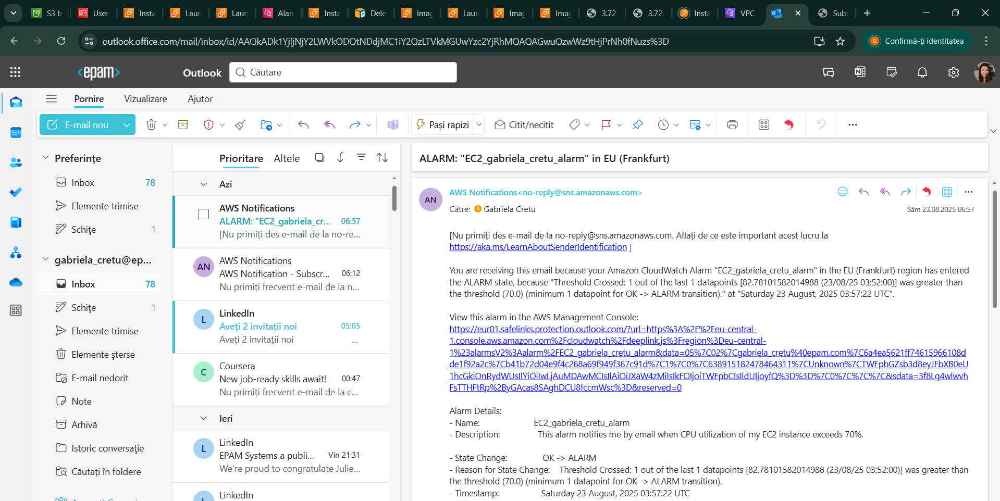 S3 b
User
Insta
Laun
Laun
Alarm
Insta
Dele
Imag
Laun
Imag
Imag
3.72.
3.72.
Insta
VPC
Subs
outlook.office.com/mail/inbox/id/AAQkADk1YjljNjY2LWVkODQtNDdjMC1iY2QzLTVkMGUwYzc2YjRhMQAQAGwuQzwWz9tHjPrNh0fNuzs%3D
Confirmă-ți identitatea
<epam>
Outlook
Căutare
Pornire
Vizualizare
Ajutor
E-mail nou
Pași rapizi
Citit/necitit
Preferințe
Inbox 78
Elemente trimise
Schițe 1
gabriela_cretu@ep...
Inbox 78
Schițe 1
Elemente trimise
Elemente șterse
E-mail nedorit
Note
Arhivă
Istoric conversație
Căutați în foldere
Prioritare
Altele
Azi
AWS Notifications
ALARM: "EC2_gabriela_cr... 06:57
[Nu primiți des e-mail de la no-re...
AN
AWS Notifications
AWS Notification - Subscr... 06:12
Nu primiți frecvent e-mail de la n...
L
LinkedIn
Aveți 2 invitații noi 05:05
Aveți 2 invitații noi ...
C
Coursera
New job-ready skills await! 00:47
Nu primiți frecvent e-mail de la c...
Ieri
L
LinkedIn
EPAM Systems a publi... Vin 21:31
We're proud to congratulate Julie...
L
LinkedIn
ALARM: "EC2_gabriela_cretu_alarm" in EU (Frankfurt)
AN
AWS Notifications<no-reply@sns.amazonaws.com>
Către: Gabriela Cretu
Sâm 23.08.2025 06:57
[Nu primiți des e-mail de la no-reply@sns.amazonaws.com. Aflați de ce este important acest lucru la
https://aka.ms/LearnAboutSenderIdentification ]
You are receiving this email because your Amazon CloudWatch Alarm "EC2_gabriela_cretu_alarm" in the EU (Frankfurt) region has entered
the ALARM state, because "Threshold Crossed: 1 out of the last 1 datapoints [82.78101582014988 (23/08/25 03:52:00)] was greater than
the threshold (70.0) (minimum 1 datapoint for OK -> ALARM transition)." at "Saturday 23 August, 2025 03:57:22 UTC".
View this alarm in the AWS Management Console:
https://eur01.safelinks.protection.outlook.com/?url=https%3A%2F%2Feu-central-
1.console.aws.amazon.com%2Fcloudwatch%2Fdeeplink.js%3Fregion%3Deu-central-
1%23alarmsV2%3Aalarm%2FEC2_gabriela_cretu_alarm&data=05%7C02%7Cgabriela_cretu%40epam.com%7C6a4ea5621ff74615966108d
de1f92a2c%7Cb41b72d04e9f4c268a69f949f367c91d%7C1%7C0%7C638915182478464311%7CUnknown%7CTWFpbGZsb3d8eyJFbXB0eU
1hcGkiOnRydWUsIlYiOiIwLjAuMDAwMCIsIlAiOiJXaW4zMiIsIkFOIjoiTWFpbCIsIldUIjoyfQ%3D%3D%7C0%7C%7C%7C&sdata=3f8Lg4wlwvh
FsTTHFtRp%2ByGAcas8SAghDCU8fccmWsc%3D&reserved=0
Alarm Details:
- Name: EC2_gabriela_cretu_alarm
- Description: This alarm notifies me by email when CPU utilization of my EC2 instance exceeds 70%.
- State Change: OK -> ALARM
- Reason for State Change: Threshold Crossed: 1 out of the last 1 datapoints [82.78101582014988 (23/08/25 03:52:00)] was greater than
the threshold (70.0) (minimum 1 datapoint for OK -> ALARM transition).
- Timestamp: Saturday 23 August, 2025 03:57:22 UTC